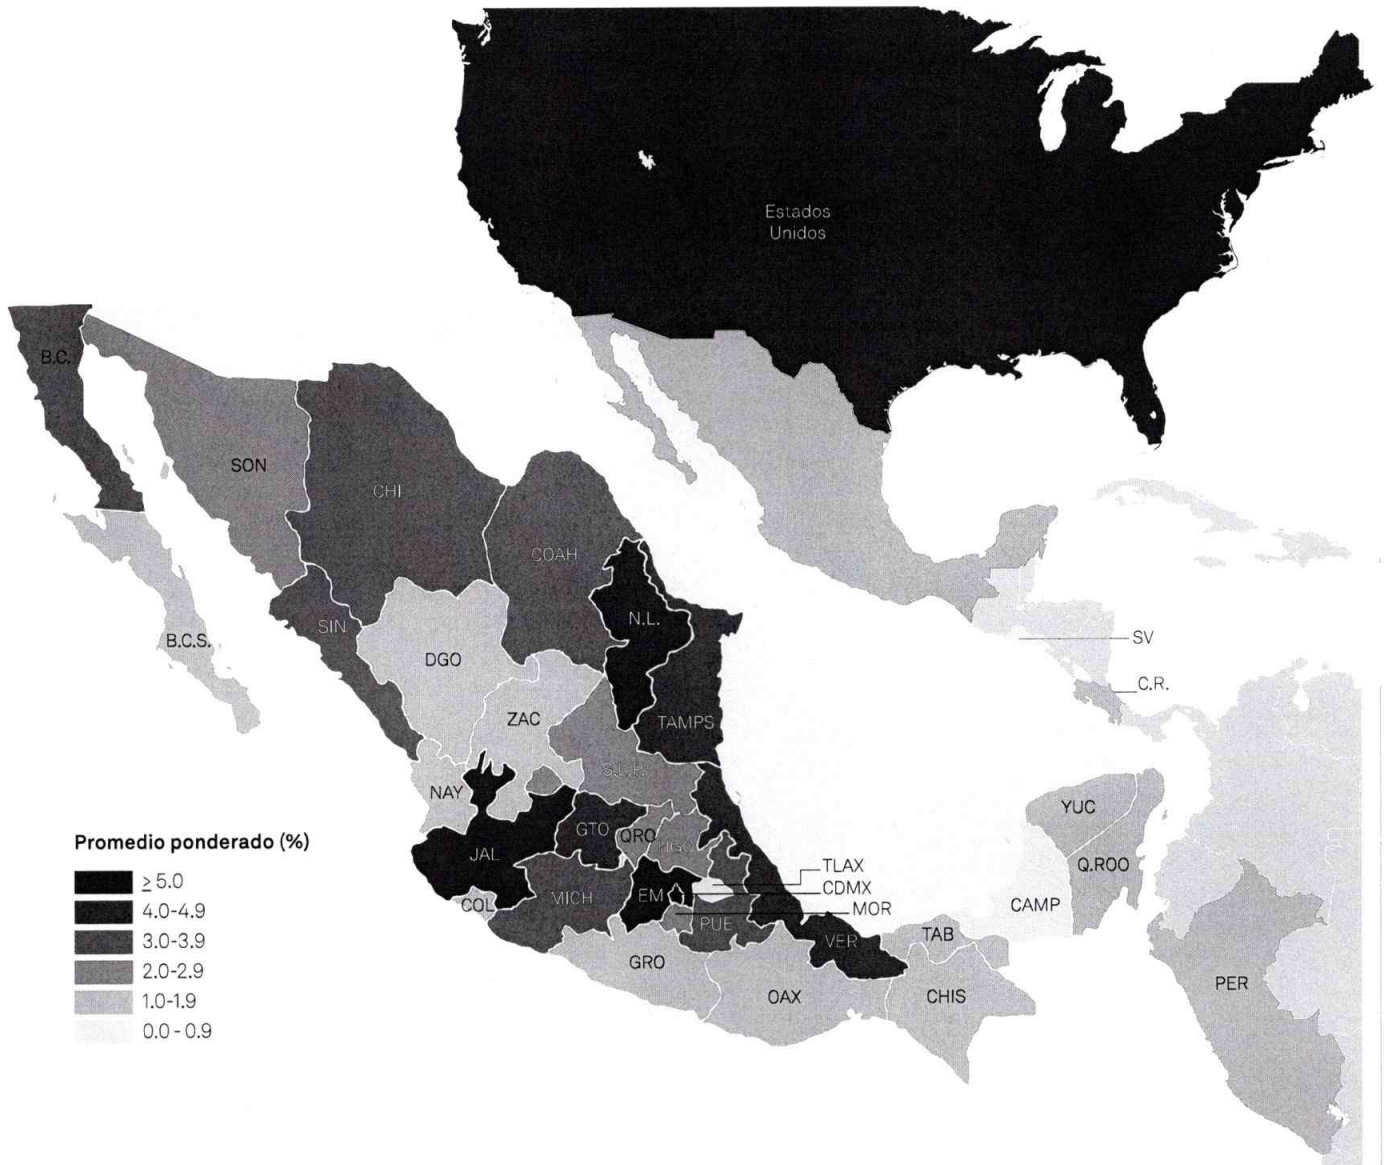 Estados
Unidos
B.C.
SON
CHI
COAH
SIN
N.L.
B.C.S.
SV
DGO
C.R.
ZAC
TAMPS
S.L.P.
NAY
YUC
GTO
QRO
HGO
Promedio ponderado (%)
JAL
TLAX
Q.ROO
≥ 5.0
CDMX
COL
MICH
EM
CAMP
4.0-4.9
MOR
PUE
VER
TAB
3.0-3.9
GRO
2.0-2.9
PER
OAX
CHIS
1.0-1.9
0.0 - 0.9